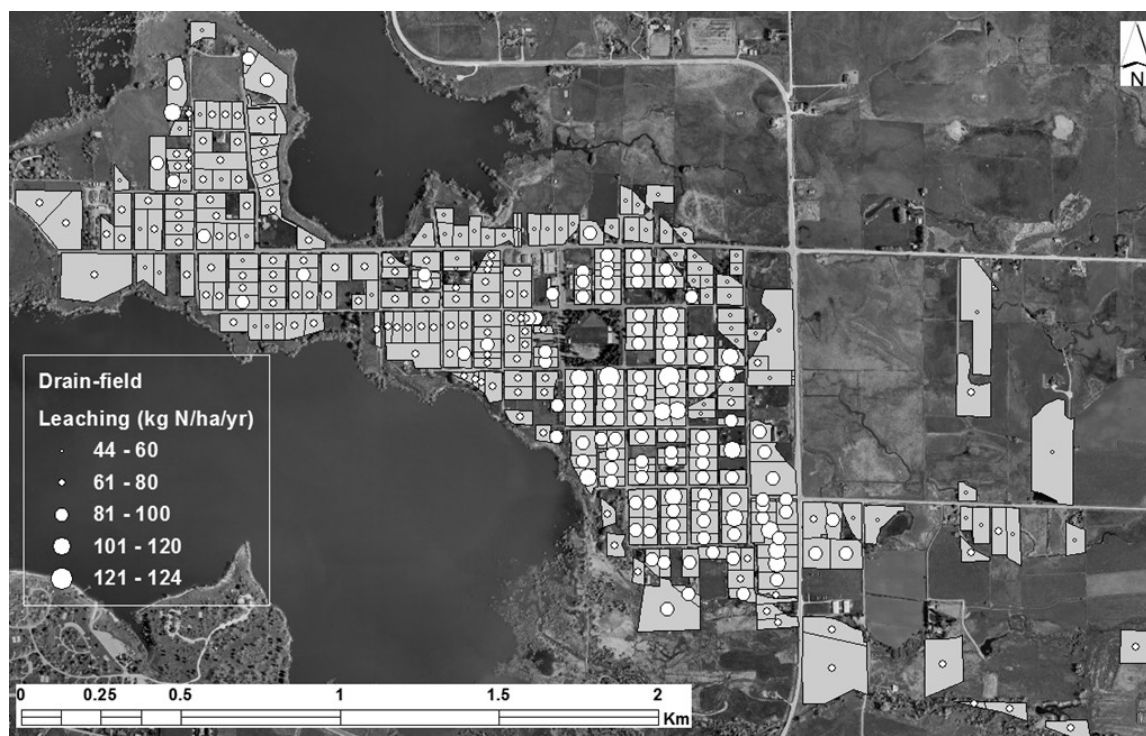 N
Drain-field
Leaching (kg N/ha/yr)
44 - 60
61 - 80
81 - 100
101 - 120
121 - 124
0 0.25 0.5 1 1.5 2
Km